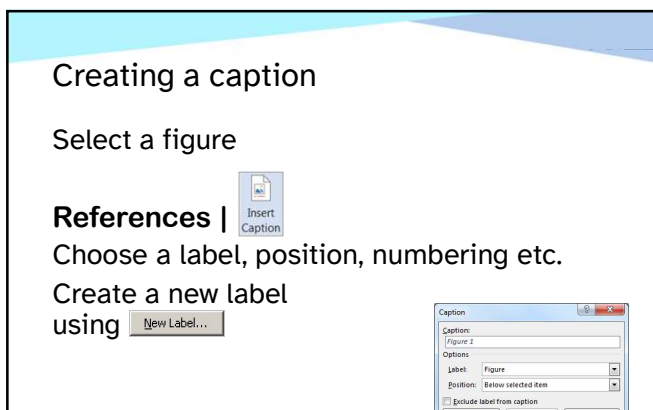 Creating a caption
Select a figure
References | Insert Caption
Choose a label, position, numbering etc.
Create a new label
using New Label...
Caption
Caption:
Figure 1
Options
Label: Figure
Position: Below selected item
Exclude label from caption